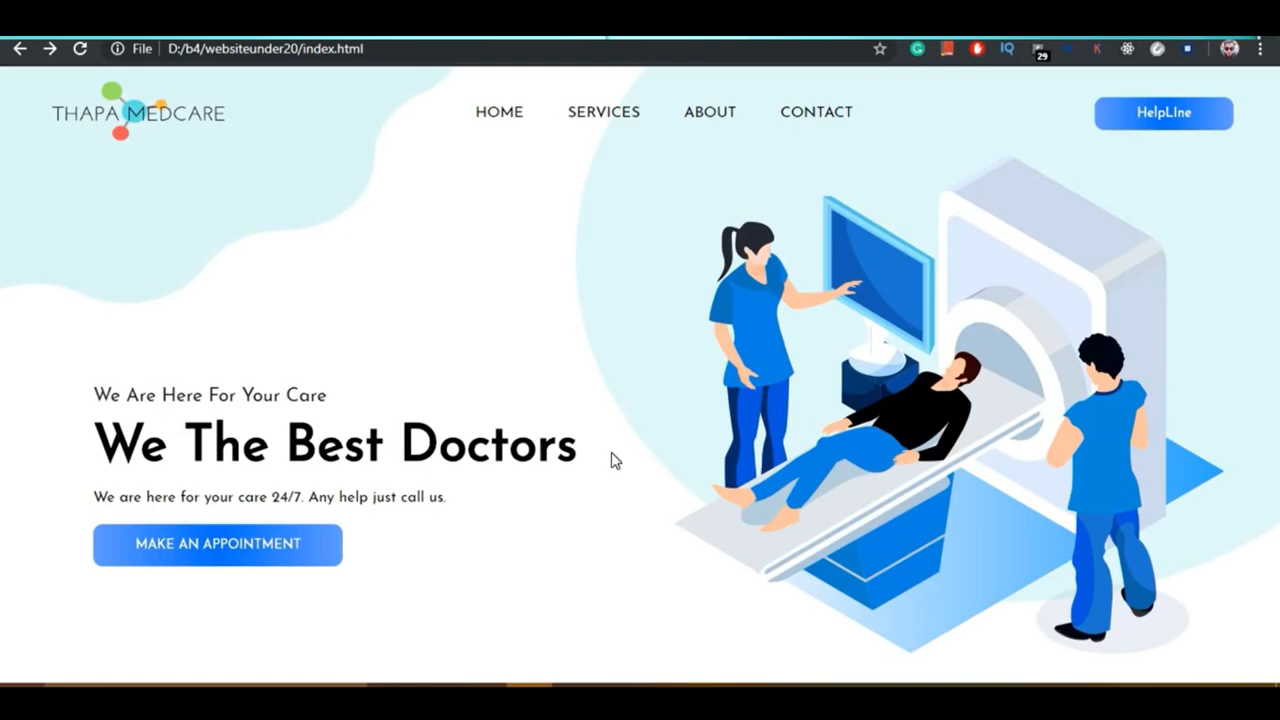 File D:/b4/websiteunder20/index.html
IQ
K
29
THAPA MEDCARE
HOME SERVICES ABOUT CONTACT
HelpLIne
We Are Here For Your Care
We The Best Doctors
We are here for your care 24/7. Any help just call us.
MAKE AN APPOINTMENT